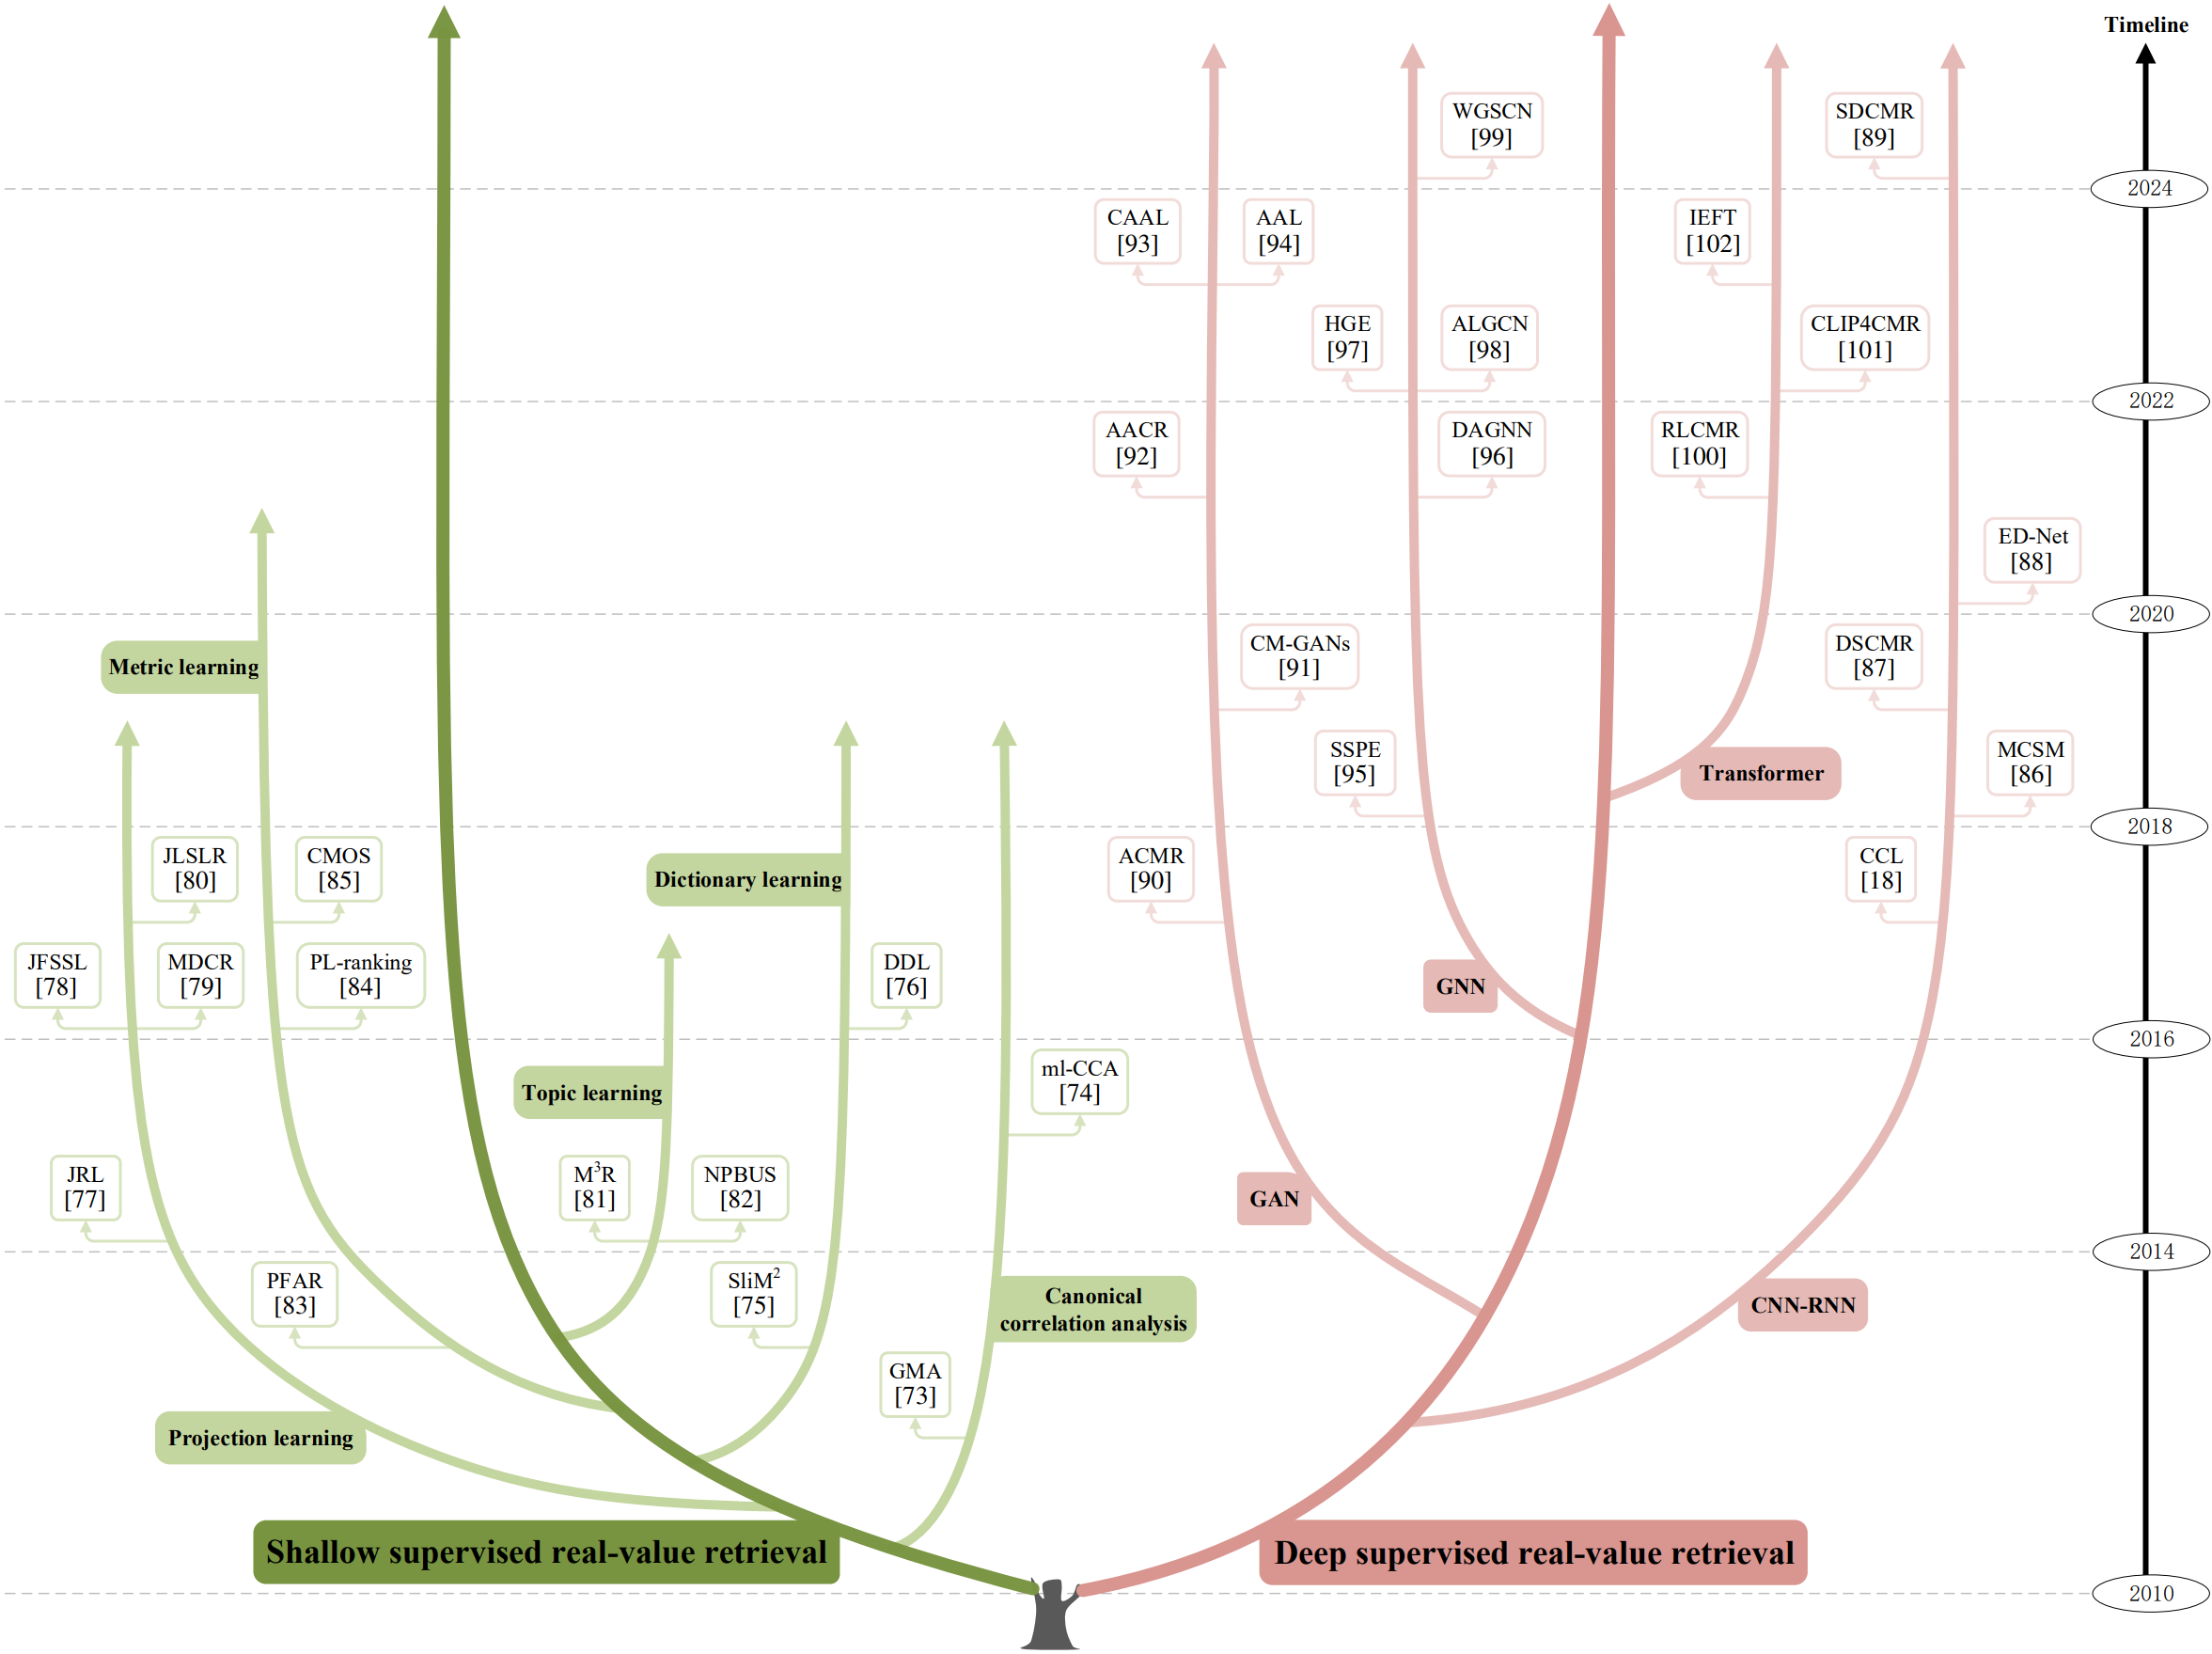 Timeline
WGSCN
[99]
SDCMR
[89]
2024
CAAL
[93]
AAL
[94]
IEFT
[102]
HGE
[97]
ALGCN
[98]
CLIP4CMR
[101]
2022
AACR
[92]
DAGNN
[96]
RLCMR
[100]
ED-Net
[88]
2020
Metric learning
CM-GANs
[91]
DSCMR
[87]
SSPE
[95]
Transformer
MCSM
[86]
2018
JLSLR
[80]
CMOS
[85]
Dictionary learning
ACMR
[90]
CCL
[18]
JFSSL
[78]
MDCR
[79]
PL-ranking
[84]
DDL
[76]
GNN
2016
Topic learning
ml-CCA
[74]
JRL
[77]
M³R
[81]
NPBUS
[82]
GAN
2014
PFAR
[83]
SliM²
[75]
Canonical
correlation analysis
CNN-RNN
GMA
[73]
Projection learning
Shallow supervised real-value retrieval
Deep supervised real-value retrieval
2010